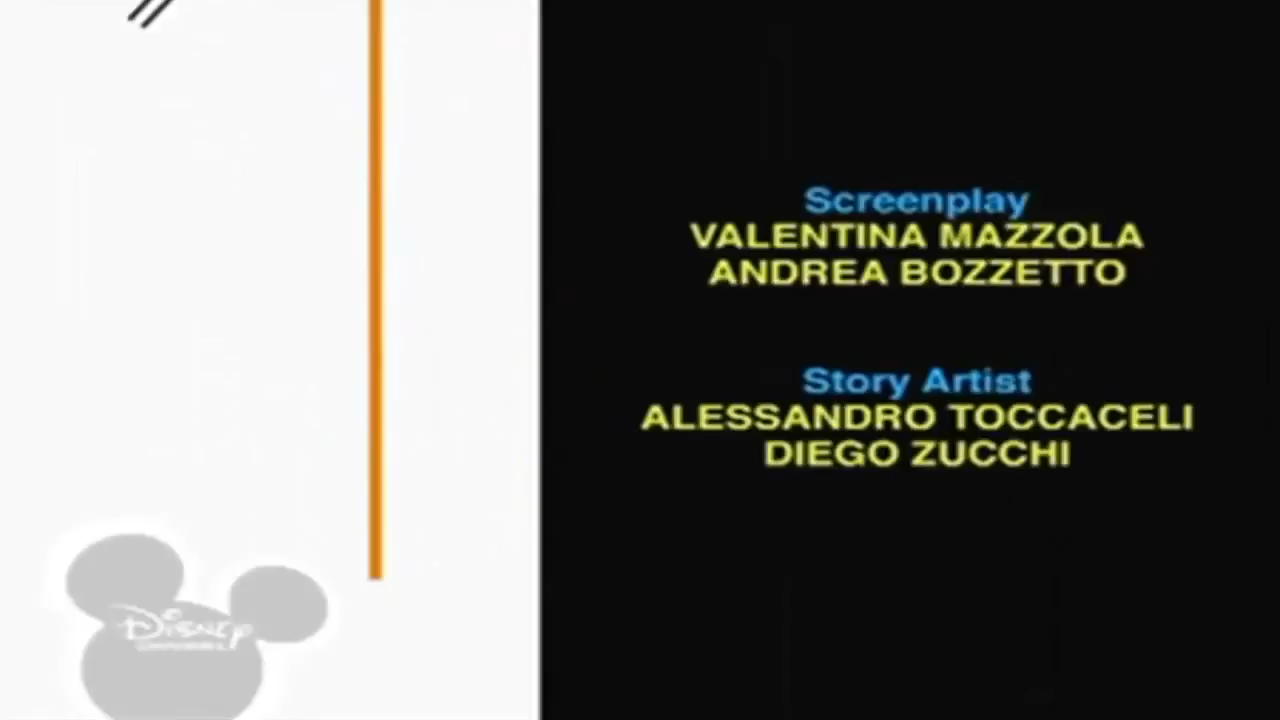 Screenplay
VALENTINA MAZZOLA
ANDREA BOZZETTO
Story Artist
ALESSANDRO TOCCACELI
DIEGO ZUCCHI
Disney